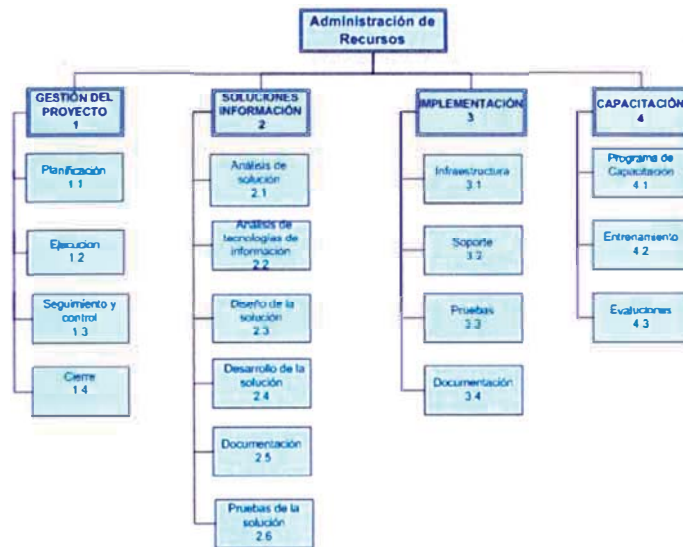 Administración de
Recursos
GESTIÓN DEL
PROYECTO
1
Planificación
1.1
Ejecucion
1.2
Seguimiento y
control
1.3
Cierre
1.4
SOLUCIONES
INFORMACIÓN
2
Análisis de
solución
2.1
Análisis de
tecnologías de
información
2.2
Diseño de la
solución
2.3
Desarrollo de la
solución
2.4
Documentación
2.5
Pruebas de la
solución
2.6
IMPLEMENTACIÓN
3
Infraestructura
3.1
Soporte
3.2
Pruebas
3.3
Documentación
3.4
CAPACITACIÓN
4
Programa de
Capacitación
4.1
Entrenamiento
4.2
Evaluciones
4.3